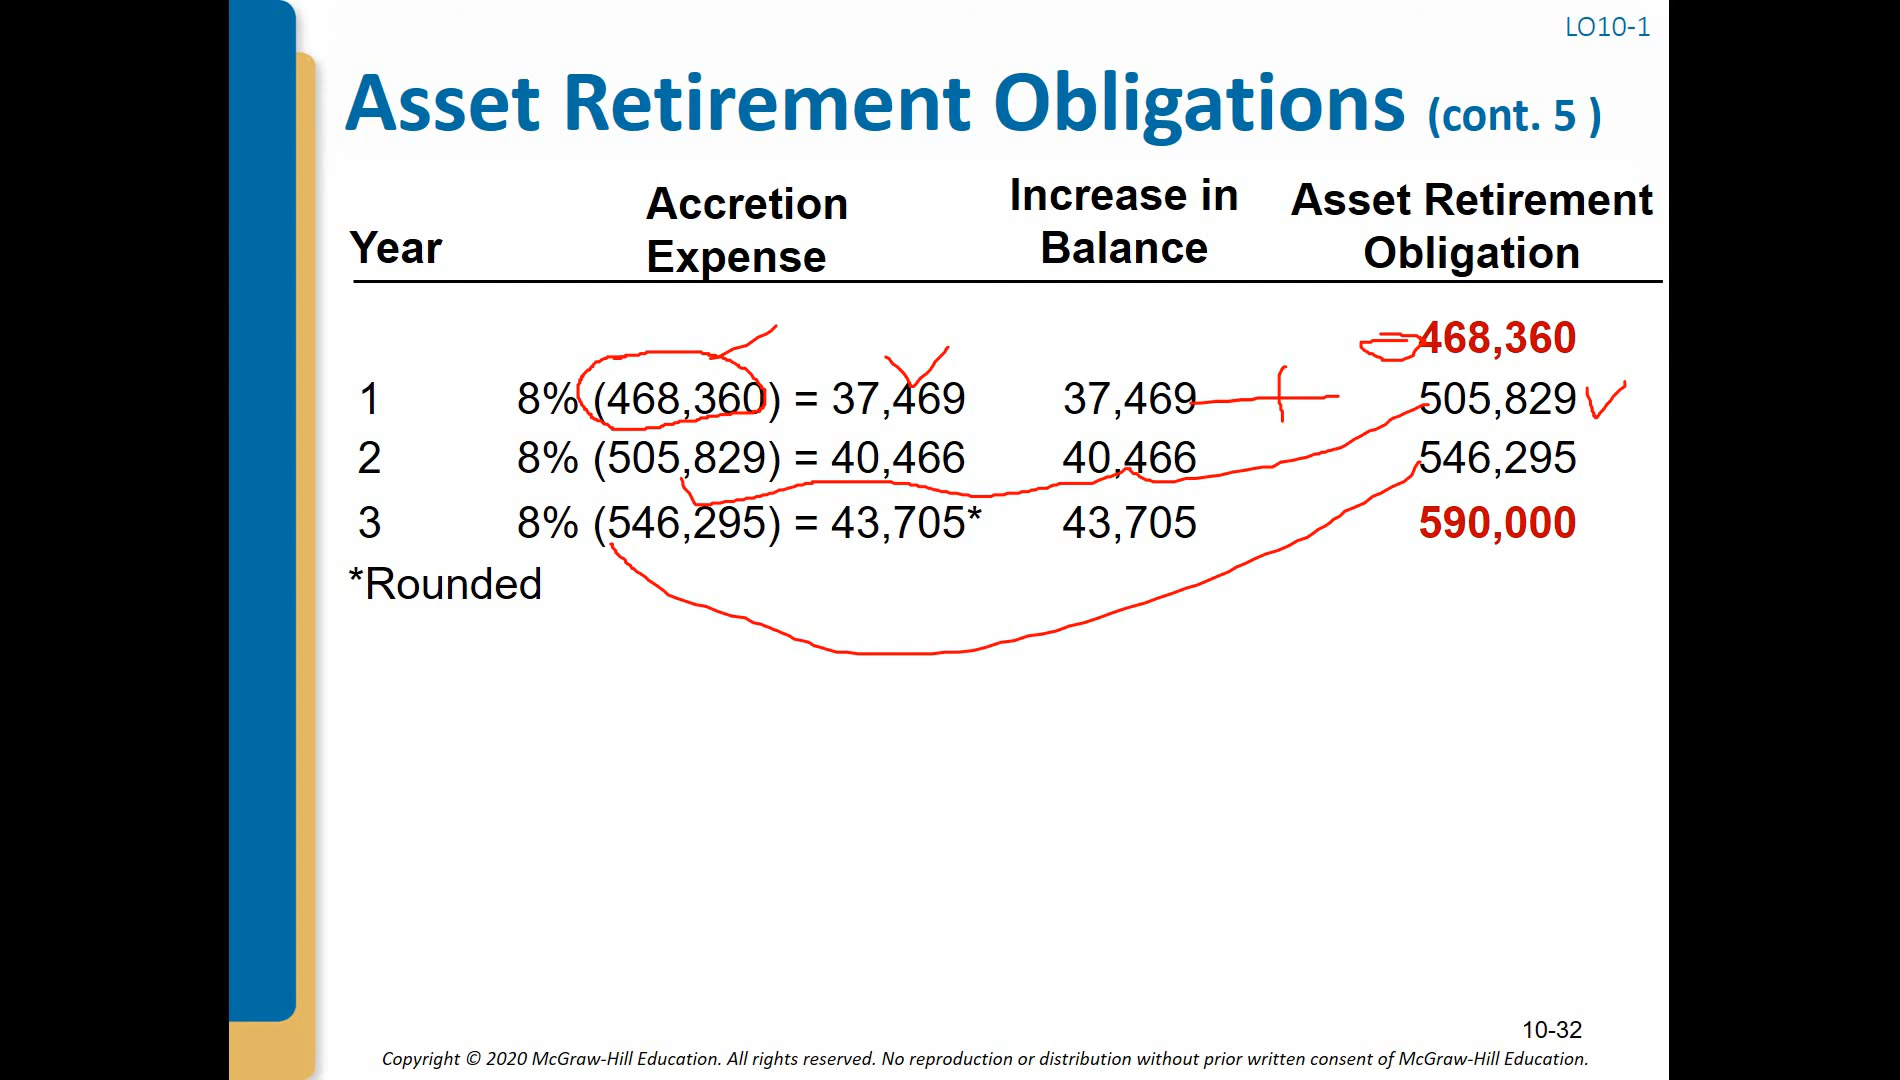 LO10-1
Asset Retirement Obligations (cont. 5 )
Year Accretion Expense Increase in Balance Asset Retirement Obligation
468,360
1 8% (468,360) = 37,469 37,469 505,829
2 8% (505,829) = 40,466 40,466 546,295
3 8% (546,295) = 43,705* 43,705 590,000
*Rounded
10-32
Copyright © 2020 McGraw-Hill Education. All rights reserved. No reproduction or distribution without prior written consent of McGraw-Hill Education.